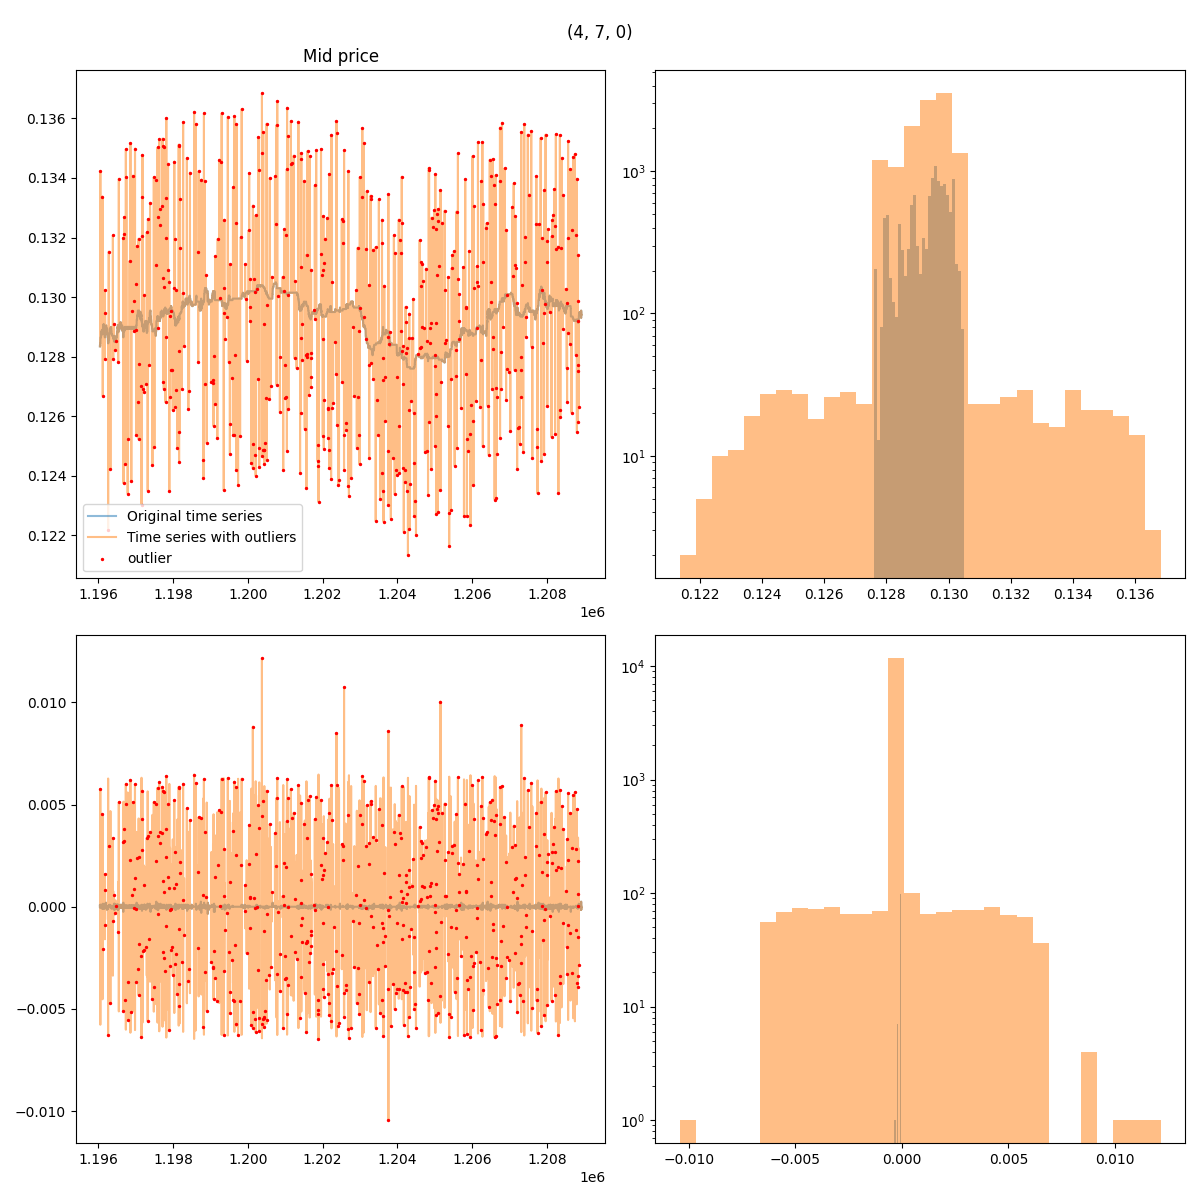 (4, 7, 0)
Mid price
0.136
0.134
0.132
0.130
0.128
0.126
0.124
0.122
Original time series
Time series with outliers
outlier
1.196 1.198 1.200 1.202 1.204 1.206 1.208
1e6
10³
10²
10¹
0.122 0.124 0.126 0.128 0.130 0.132 0.134 0.136
0.010
0.005
0.000
−0.005
−0.010
1.196 1.198 1.200 1.202 1.204 1.206 1.208
1e6
10⁴
10³
10²
10¹
10⁰
−0.010 −0.005 0.000 0.005 0.010